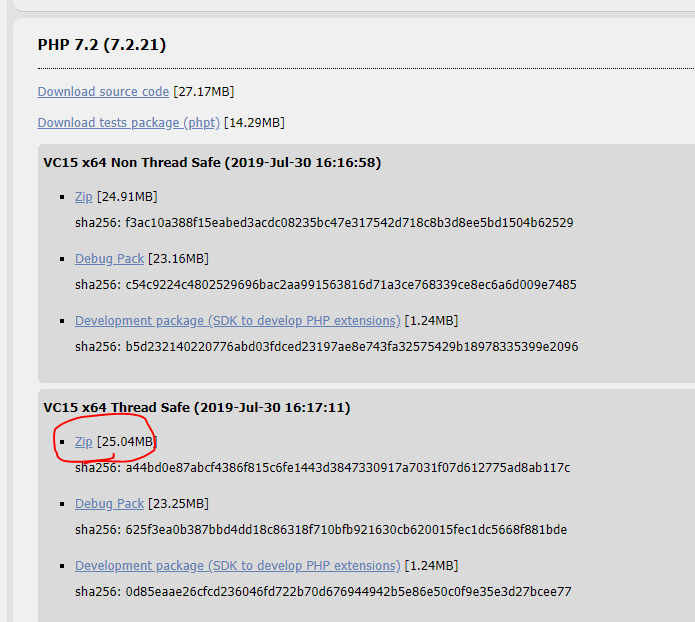 PHP 7.2 (7.2.21)
Download source code [27.17MB]
Download tests package (phpt) [14.29MB]
VC15 x64 Non Thread Safe (2019-Jul-30 16:16:58)
Zip [24.91MB]
sha256: f3ac10a388f15eabed3acdc08235bc47e317542d718c8b3d8ee5bd1504b62529
Debug Pack [23.16MB]
sha256: c54c9224c4802529696bac2aa991563816d71a3ce768339ce8ec6a6d009e7485
Development package (SDK to develop PHP extensions) [1.24MB]
sha256: b5d232140220776abd03fdced23197ae8e743fa32575429b18978335399e2096
VC15 x64 Thread Safe (2019-Jul-30 16:17:11)
Zip [25.04MB]
sha256: a44bd0e87abcf4386f815c6fe1443d3847330917a7031f07d612775ad8ab117c
Debug Pack [23.25MB]
sha256: 625f3ea0b387bbd4dd18c86318f710bfb921630cb620015fec1dc5668f881bde
Development package (SDK to develop PHP extensions) [1.24MB]
sha256: 0d85eaae26cfcd236046fd722b70d676944942b5e86e50c0f9e35e3d27bcee77